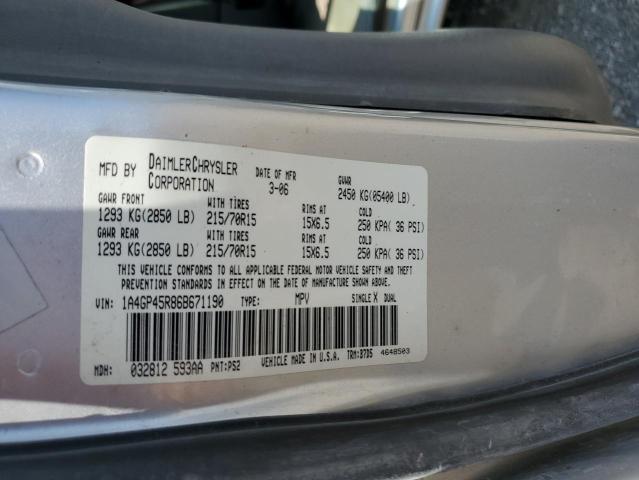 MFD BY DAIMLERCHRYSLER CORPORATION DATE OF MFR 3-06 GVWR 2450 KG(05400 LB)
GAWR FRONT WITH TIRES RIMS AT COLD
1293 KG(2850 LB) 215/70R15 15X6.5 250 KPA( 36 PSI)
GAWR REAR WITH TIRES RIMS AT COLD
1293 KG(2850 LB) 215/70R15 15X6.5 250 KPA( 36 PSI)
THIS VEHICLE CONFORMS TO ALL APPLICABLE FEDERAL MOTOR VEHICLE SAFETY AND THEFT
PREVENTION STANDARDS IN EFFECT ON THE DATE OF MANUFACTURE SHOWN ABOVE.
VIN: 1A4GP45R86B671190 TYPE: MPV SINGLE X DUAL
MDH: 032812 593AA PNT:PS2 VEHICLE MADE IN U.S.A. TRM:B7D5 4648503